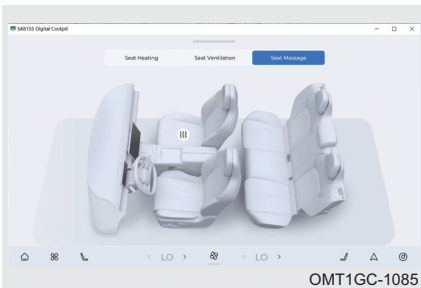 SA8155 Digital Cockpit
Seat Heating Seat Ventilation Seat Massage
LO LO
OMT1GC-1085